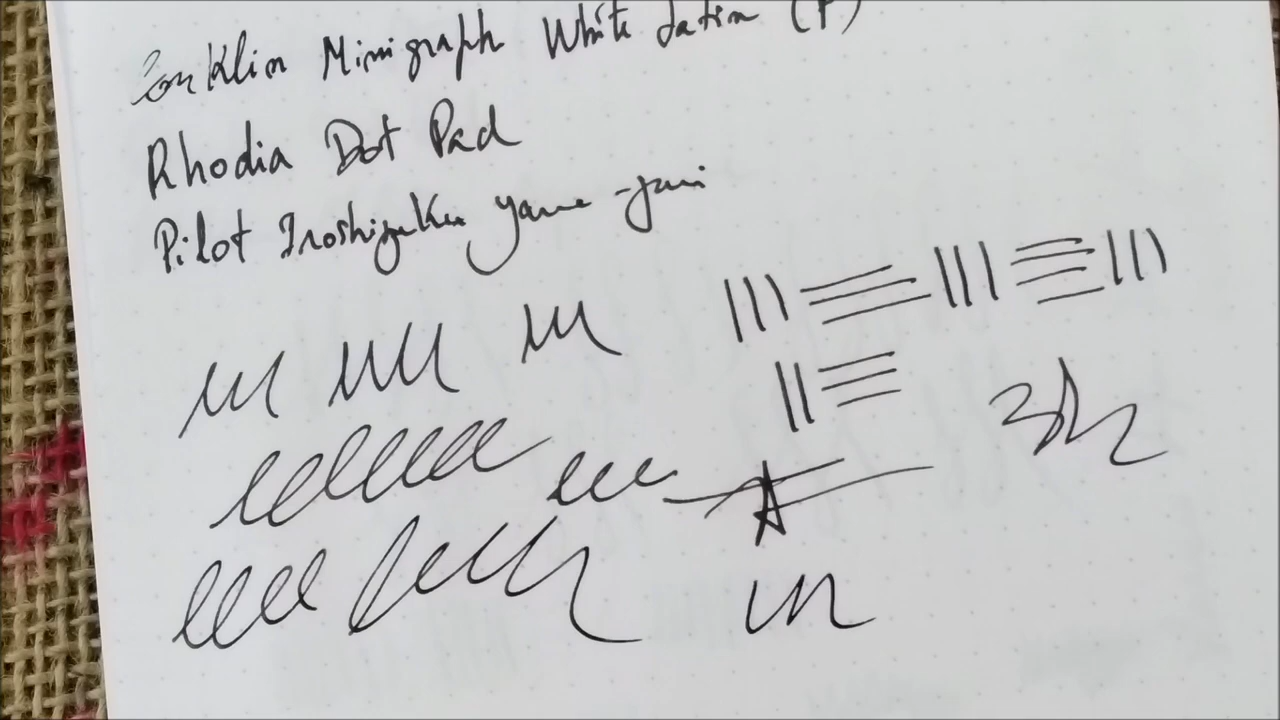 Conklin Minigraph White Satin (F)
Rhodia Dot Pad
Pilot Iroshizuku yama-guri